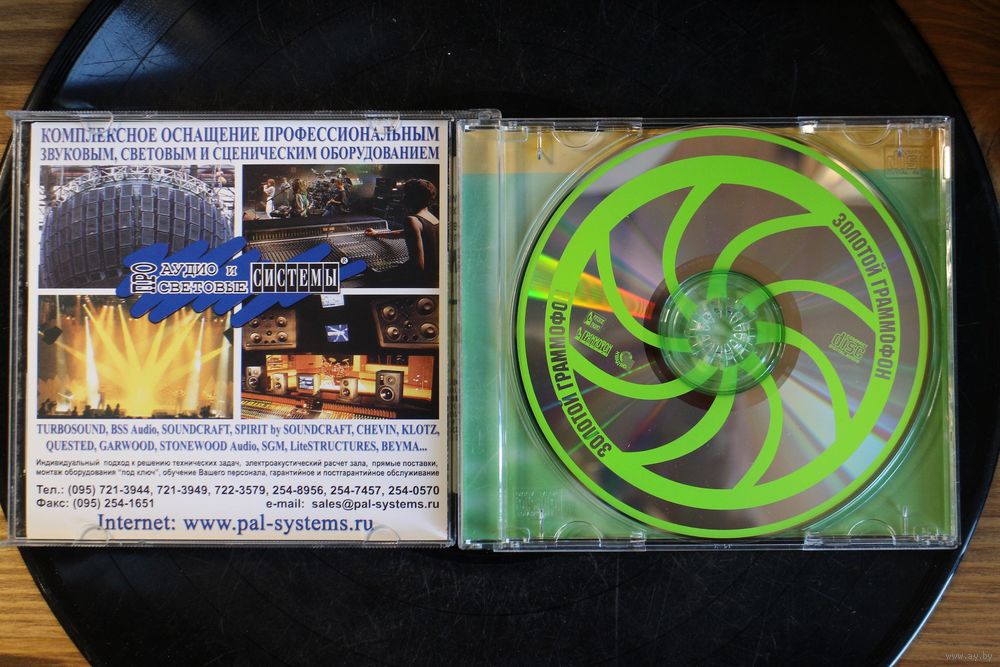 КОМПЛЕКСНОЕ ОСНАЩЕНИЕ ПРОФЕССИОНАЛЬНЫМ
ЗВУКОВЫМ, СВЕТОВЫМ И СЦЕНИЧЕСКИМ ОБОРУДОВАНИЕМ
ПРО АУДИО И
СВЕТОВЫЕ
СИСТЕМЫ®
TURBOSOUND, BSS Audio, SOUNDCRAFT, SPIRIT by SOUNDCRAFT, CHEVIN, KLOTZ,
QUESTED, GARWOOD, STONEWOOD Audio, SGM, LiteSTRUCTURES, BEYMA...
Индивидуальный подход к решению технических задач, электроакустический расчет зала, прямые поставки,
монтаж оборудования "под ключ", обучение Вашего персонала, гарантийное и постгарантийное обслуживание
Тел.: (095) 721-3944, 721-3949, 722-3579, 254-8956, 254-7457, 254-0570
Факс: (095) 254-1651 e-mail: sales@pal-systems.ru
Internet: www.pal-systems.ru
ЗОЛОТОЙ ГРАММОФОН
ЗОЛОТОЙ ГРАММОФОН
disc
www.ay.by